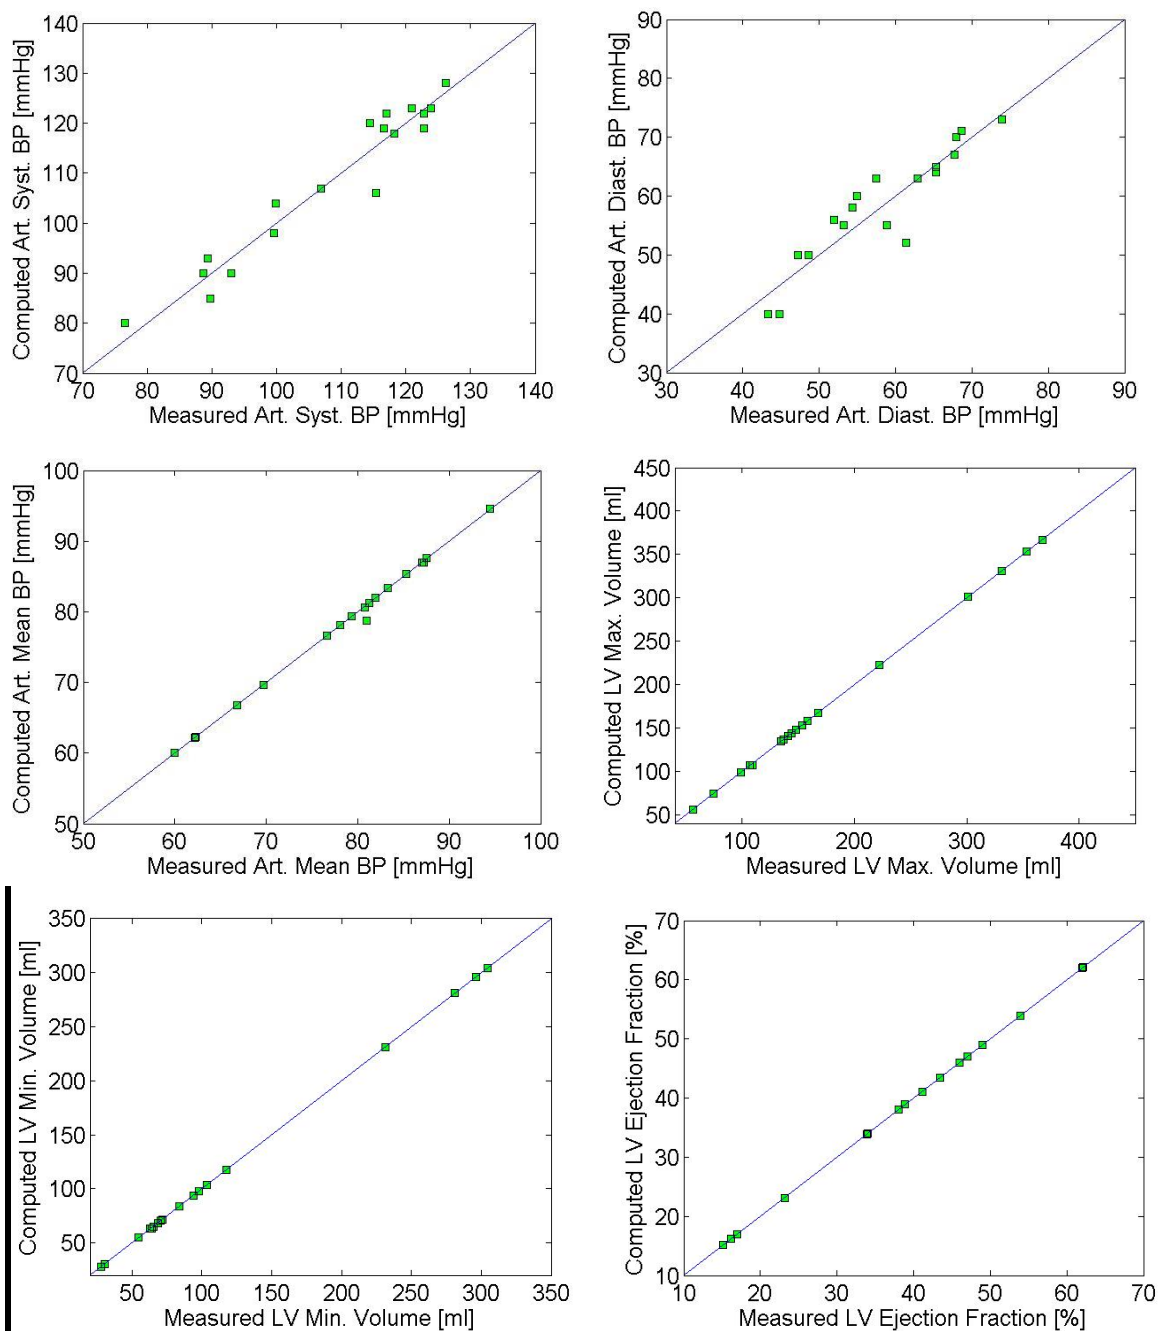 140
130
120
110
100
90
80
70
Computed Art. Syst. BP [mmHg]
70 80 90 100 110 120 130 140
Measured Art. Syst. BP [mmHg]
90
80
70
60
50
40
30
Computed Art. Diast. BP [mmHg]
30 40 50 60 70 80 90
Measured Art. Diast. BP [mmHg]
100
90
80
70
60
50
Computed Art. Mean BP [mmHg]
50 60 70 80 90 100
Measured Art. Mean BP [mmHg]
450
400
350
300
250
200
150
100
50
Computed LV Max. Volume [ml]
100 200 300 400
Measured LV Max. Volume [ml]
350
300
250
200
150
100
50
Computed LV Min. Volume [ml]
50 100 150 200 250 300 350
Measured LV Min. Volume [ml]
70
60
50
40
30
20
10
Computed LV Ejection Fraction [%]
10 20 30 40 50 60 70
Measured LV Ejection Fraction [%]